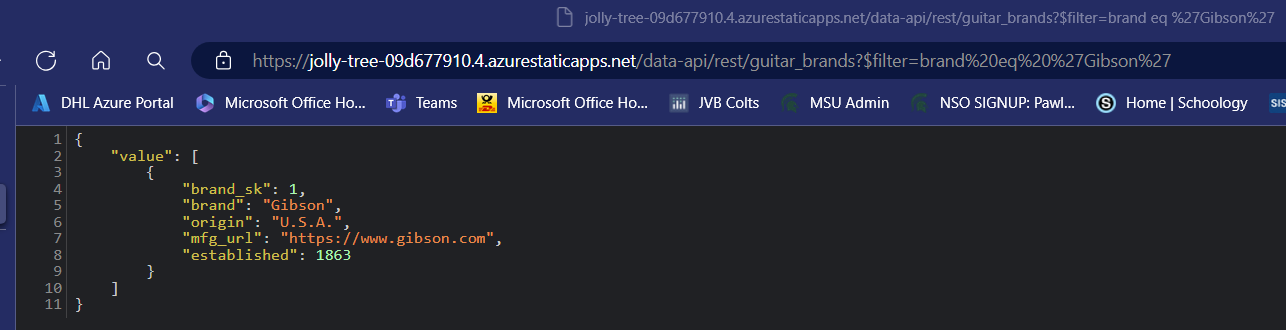 jolly-tree-09d677910.4.azurestaticapps.net/data-api/rest/guitar_brands?$filter=brand eq %27Gibson%27
https://jolly-tree-09d677910.4.azurestaticapps.net/data-api/rest/guitar_brands?$filter=brand%20eq%20%27Gibson%27
DHL Azure Portal Microsoft Office Ho... Teams Microsoft Office Ho... JVB Colts MSU Admin NSO SIGNUP: Pawl... S Home | Schoology SIS
1 {
2 "value": [
3 {
4 "brand_sk": 1,
5 "brand": "Gibson",
6 "origin": "U.S.A.",
7 "mfg_url": "https://www.gibson.com",
8 "established": 1863
9 }
10 ]
11 }